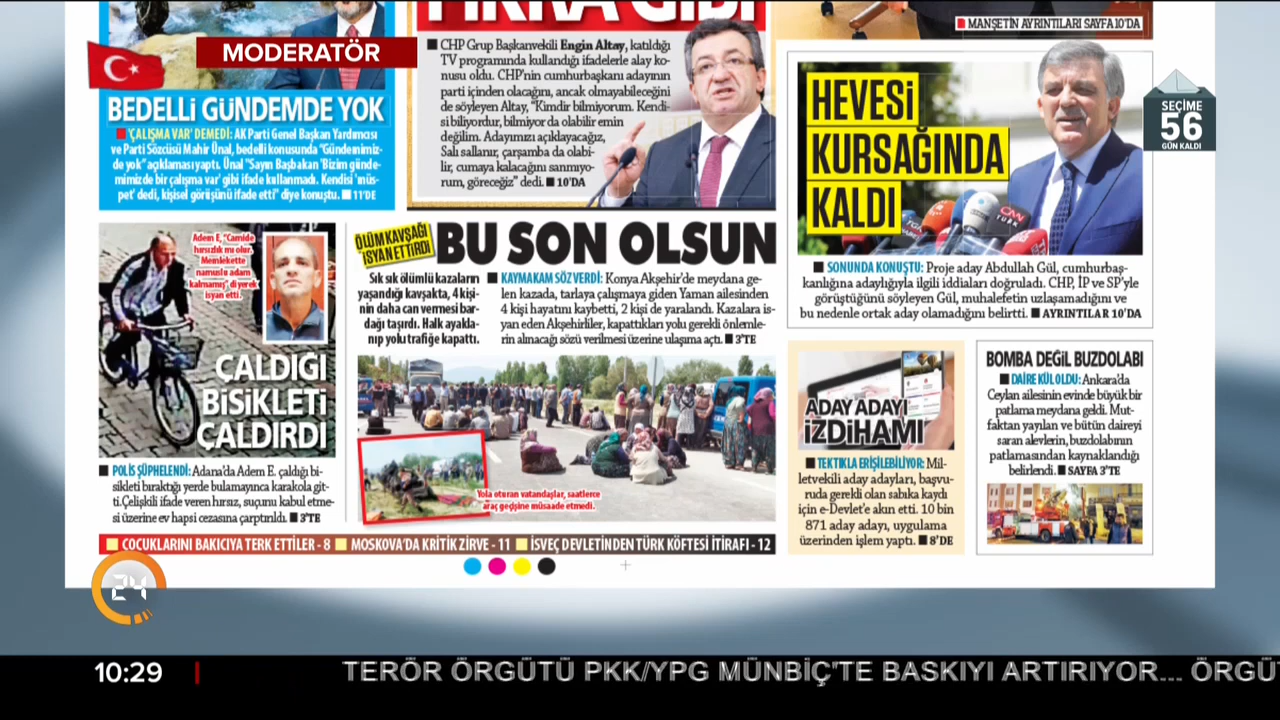 FIKRA GİBİ
MANŞETİN AYRINTILARI SAYFA 10'DA
MODERATÖR
BEDELLİ GÜNDEMDE YOK
'ÇALIŞMA VAR' DEMEDİ: AK Parti Genel Başkan Yardımcısı
ve Parti Sözcüsü Mahir Ünal, bedelli konusunda "Gündemimiz-
de yok" açıklaması yaptı. Ünal "Sayın Başbakan 'Bizim günde-
mimizde bir çalışma var' gibi ifade kullanmadı. Kendisi 'müs-
pet' dedi, kişisel görüşünü ifade etti" diye konuştu. 11'DE
CHP Grup Başkanvekili Engin Altay, katıldığı
TV programında kullandığı ifadelerle alay ko-
nusu oldu. CHP'nin cumhurbaşkanı adayının
parti içinden olacağını, ancak olmayabileceğini
de söyleyen Altay, "Kimdir bilmiyorum. Kendi-
si biliyordur, bilmiyor da olabilir emin
değilim. Adayımızı açıklayacağız,
Salı sallanır, çarşamba da olabi-
lir, cumaya kalacağını sanmıyo-
rum, göreceğiz" dedi. 10'DA
HEVESİ
KURSAĞINDA
KALDI
CNN
TÜRK
SEÇİME
56
GÜN KALDI
SONUNDA KONUŞTU: Proje aday Abdullah Gül, cumhurbaş-
kanlığına adaylığıyla ilgili iddiaları doğruladı. CHP, İP ve SP'yle
görüştüğünü söyleyen Gül, muhalefetin uzlaşamadığını ve
bu nedenle ortak aday olamadığını belirtti. AYRINTILAR 10'DA
Adem E, "Camide
hırsızlık mı olur.
Memlekette
namuslu adam
kalmamış" diyerek
isyan etti.
ÇALDIĞI
BİSİKLETİ
ÇALDIRDI
POLİS ŞÜPHELENDİ: Adana'da Adem E. çaldığı bi-
sikleti bıraktığı yerde bulamayınca karakola git-
ti. Çelişkili ifade veren hırsız, suçunu kabul etme-
si üzerine ev hapsi cezasına çarptırıldı. 3'TE
ÖLÜM KAVŞAĞI
İSYAN ETTİRDİ
BU SON OLSUN
Sık sık ölümlü kazaların
yaşandığı kavşakta, 4 kişi-
nin daha can vermesi bar-
dağı taşırdı. Halk ayakla-
nıp yolu trafiğe kapattı.
KAYMAKAM SÖZ VERDİ: Konya Akşehir'de meydana ge-
len kazada, tarlaya çalışmaya giden Yaman ailesinden
4 kişi hayatını kaybetti, 2 kişi de yaralandı. Kazalara is-
yan eden Akşehirliler, kapattıkları yolu gerekli önlemle-
rin alınacağı sözü verilmesi üzerine ulaşıma açtı. 3'TE
Yola oturan vatandaşlar, saatlerce
araç geçişine müsaade etmedi.
ADAY ADAYI
İZDİHAMI
TEK TIKLA ERİŞİLEBİLİYOR: Mil-
letvekili aday adayları, başvu-
ruda gerekli olan sabıka kaydı
için e-Devlet'e akın etti. 10 bin
871 aday adayı, uygulama
üzerinden işlem yaptı. 8'DE
BOMBA DEĞİL BUZDOLABI
DAİRE KÜL OLDU: Ankara'da
Ceylan ailesinin evinde büyük bir
patlama meydana geldi. Mut-
faktan yayılan ve bütün daireyi
saran alevlerin, buzdolabının
patlamasından kaynaklandığı
belirlendi. SAYFA 3'TE
ÇOCUKLARINI BAKICIYA TERK ETTİLER - 8 MOSKOVA'DA KRİTİK ZİRVE - 11 İSVEÇ DEVLETİNDEN TÜRK KÖFTESİ İTİRAFI - 12
24
10:29
TERÖR ÖRGÜTÜ PKK/YPG MÜNBİÇ'TE BASKIYI ARTIRIYOR... ÖRGÜ